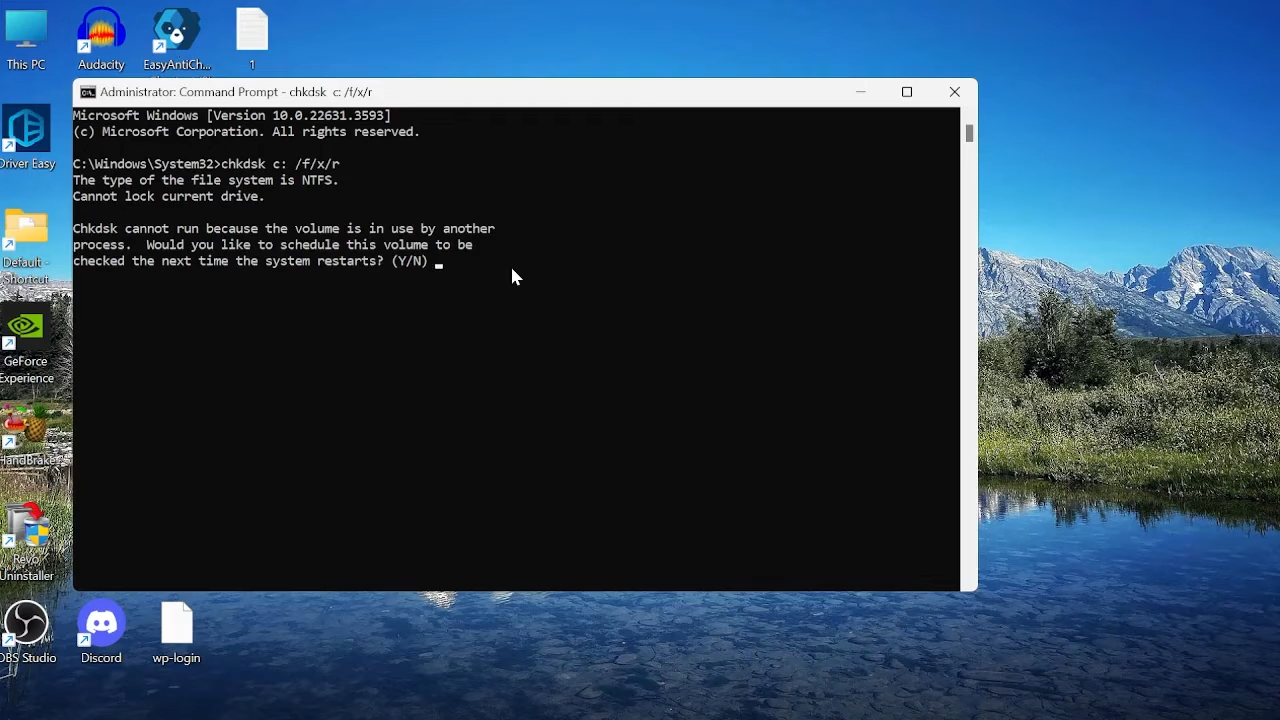 This PC
Audacity
EasyAntiCh...
1
Administrator: Command Prompt - chkdsk  c: /f/x/r
Microsoft Windows [Version 10.0.22631.3593]
(c) Microsoft Corporation. All rights reserved.
C:\Windows\System32>chkdsk c: /f/x/r
The type of the file system is NTFS.
Cannot lock current drive.
Chkdsk cannot run because the volume is in use by another
process.  Would you like to schedule this volume to be
checked the next time the system restarts? (Y/N)
Driver Easy
Default -
Shortcut
GeForce
Experience
HandBrake
Revo
Uninstaller
OBS Studio
Discord
wp-login